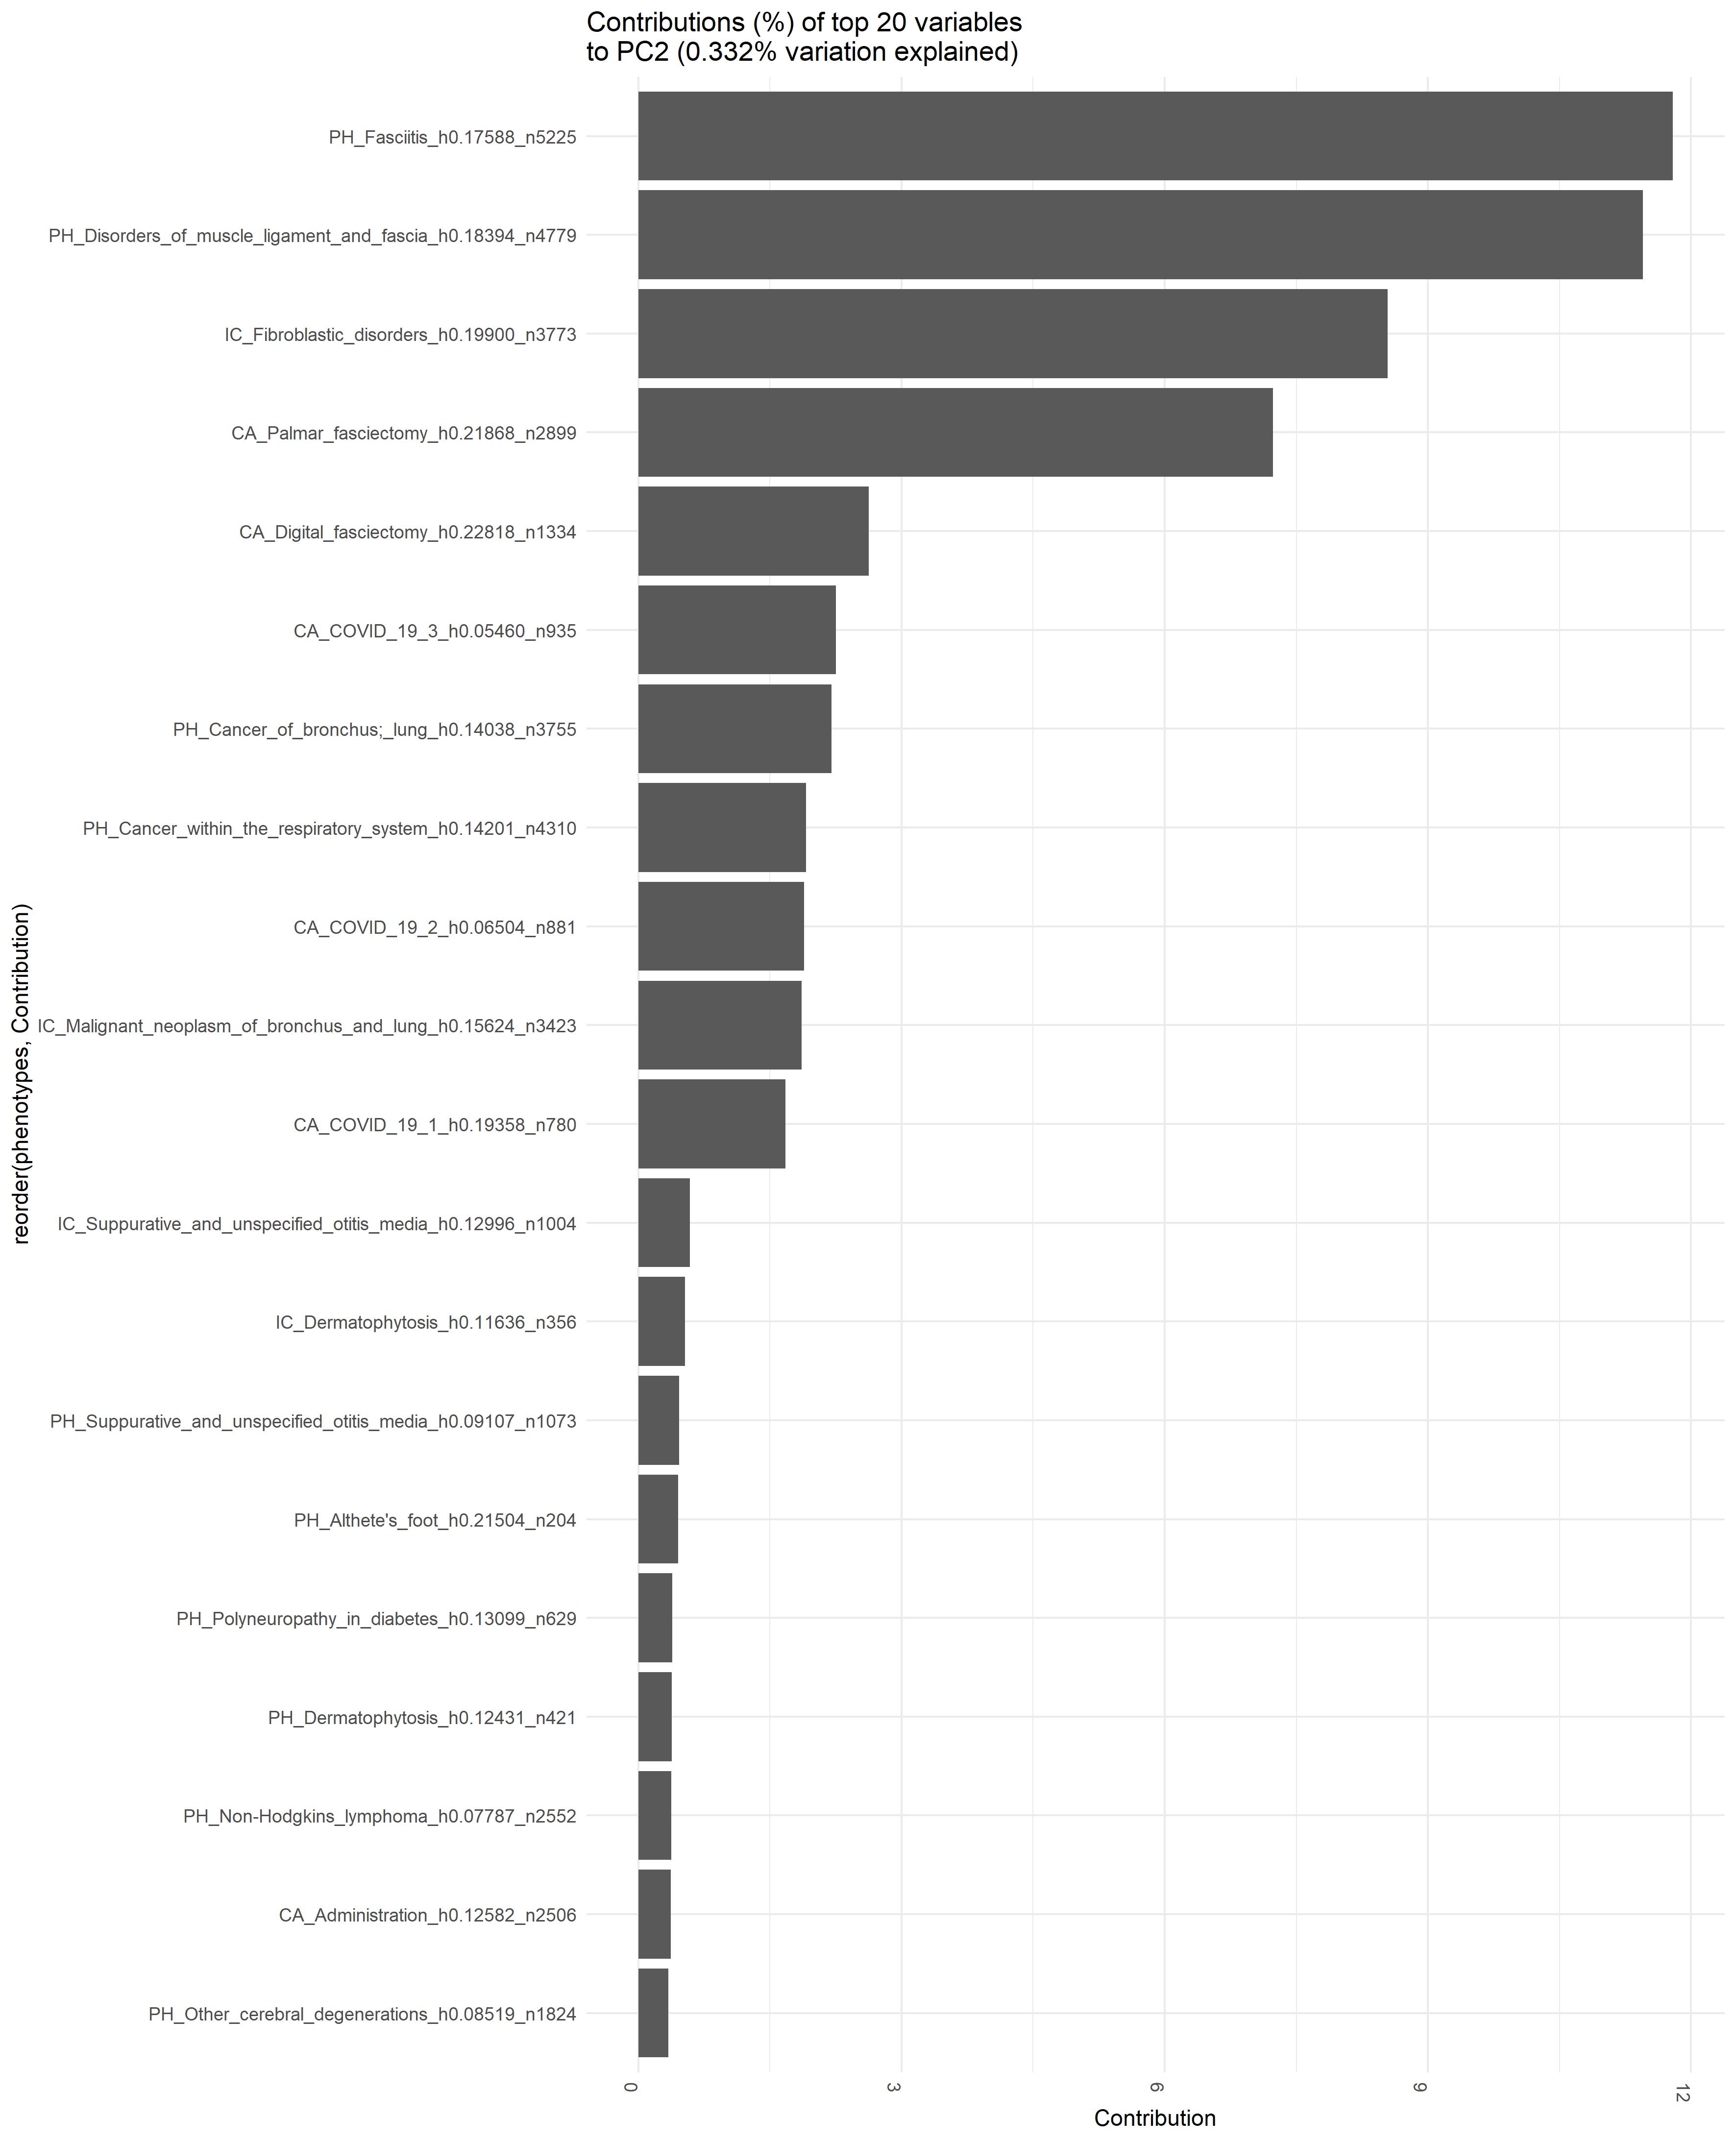 Contributions (%) of top 20 variables
to PC2 (0.332% variation explained)
PH_Fasciitis_h0.17588_n5225
PH_Disorders_of_muscle_ligament_and_fascia_h0.18394_n4779
IC_Fibroblastic_disorders_h0.19900_n3773
CA_Palmar_fasciectomy_h0.21868_n2899
CA_Digital_fasciectomy_h0.22818_n1334
CA_COVID_19_3_h0.05460_n935
PH_Cancer_of_bronchus;_lung_h0.14038_n3755
PH_Cancer_within_the_respiratory_system_h0.14201_n4310
CA_COVID_19_2_h0.06504_n881
IC_Malignant_neoplasm_of_bronchus_and_lung_h0.15624_n3423
CA_COVID_19_1_h0.19358_n780
IC_Suppurative_and_unspecified_otitis_media_h0.12996_n1004
IC_Dermatophytosis_h0.11636_n356
PH_Suppurative_and_unspecified_otitis_media_h0.09107_n1073
PH_Althete's_foot_h0.21504_n204
PH_Polyneuropathy_in_diabetes_h0.13099_n629
PH_Dermatophytosis_h0.12431_n421
PH_Non-Hodgkins_lymphoma_h0.07787_n2552
CA_Administration_h0.12582_n2506
PH_Other_cerebral_degenerations_h0.08519_n1824
reorder(phenotypes, Contribution)
0 3 6 9 12
Contribution